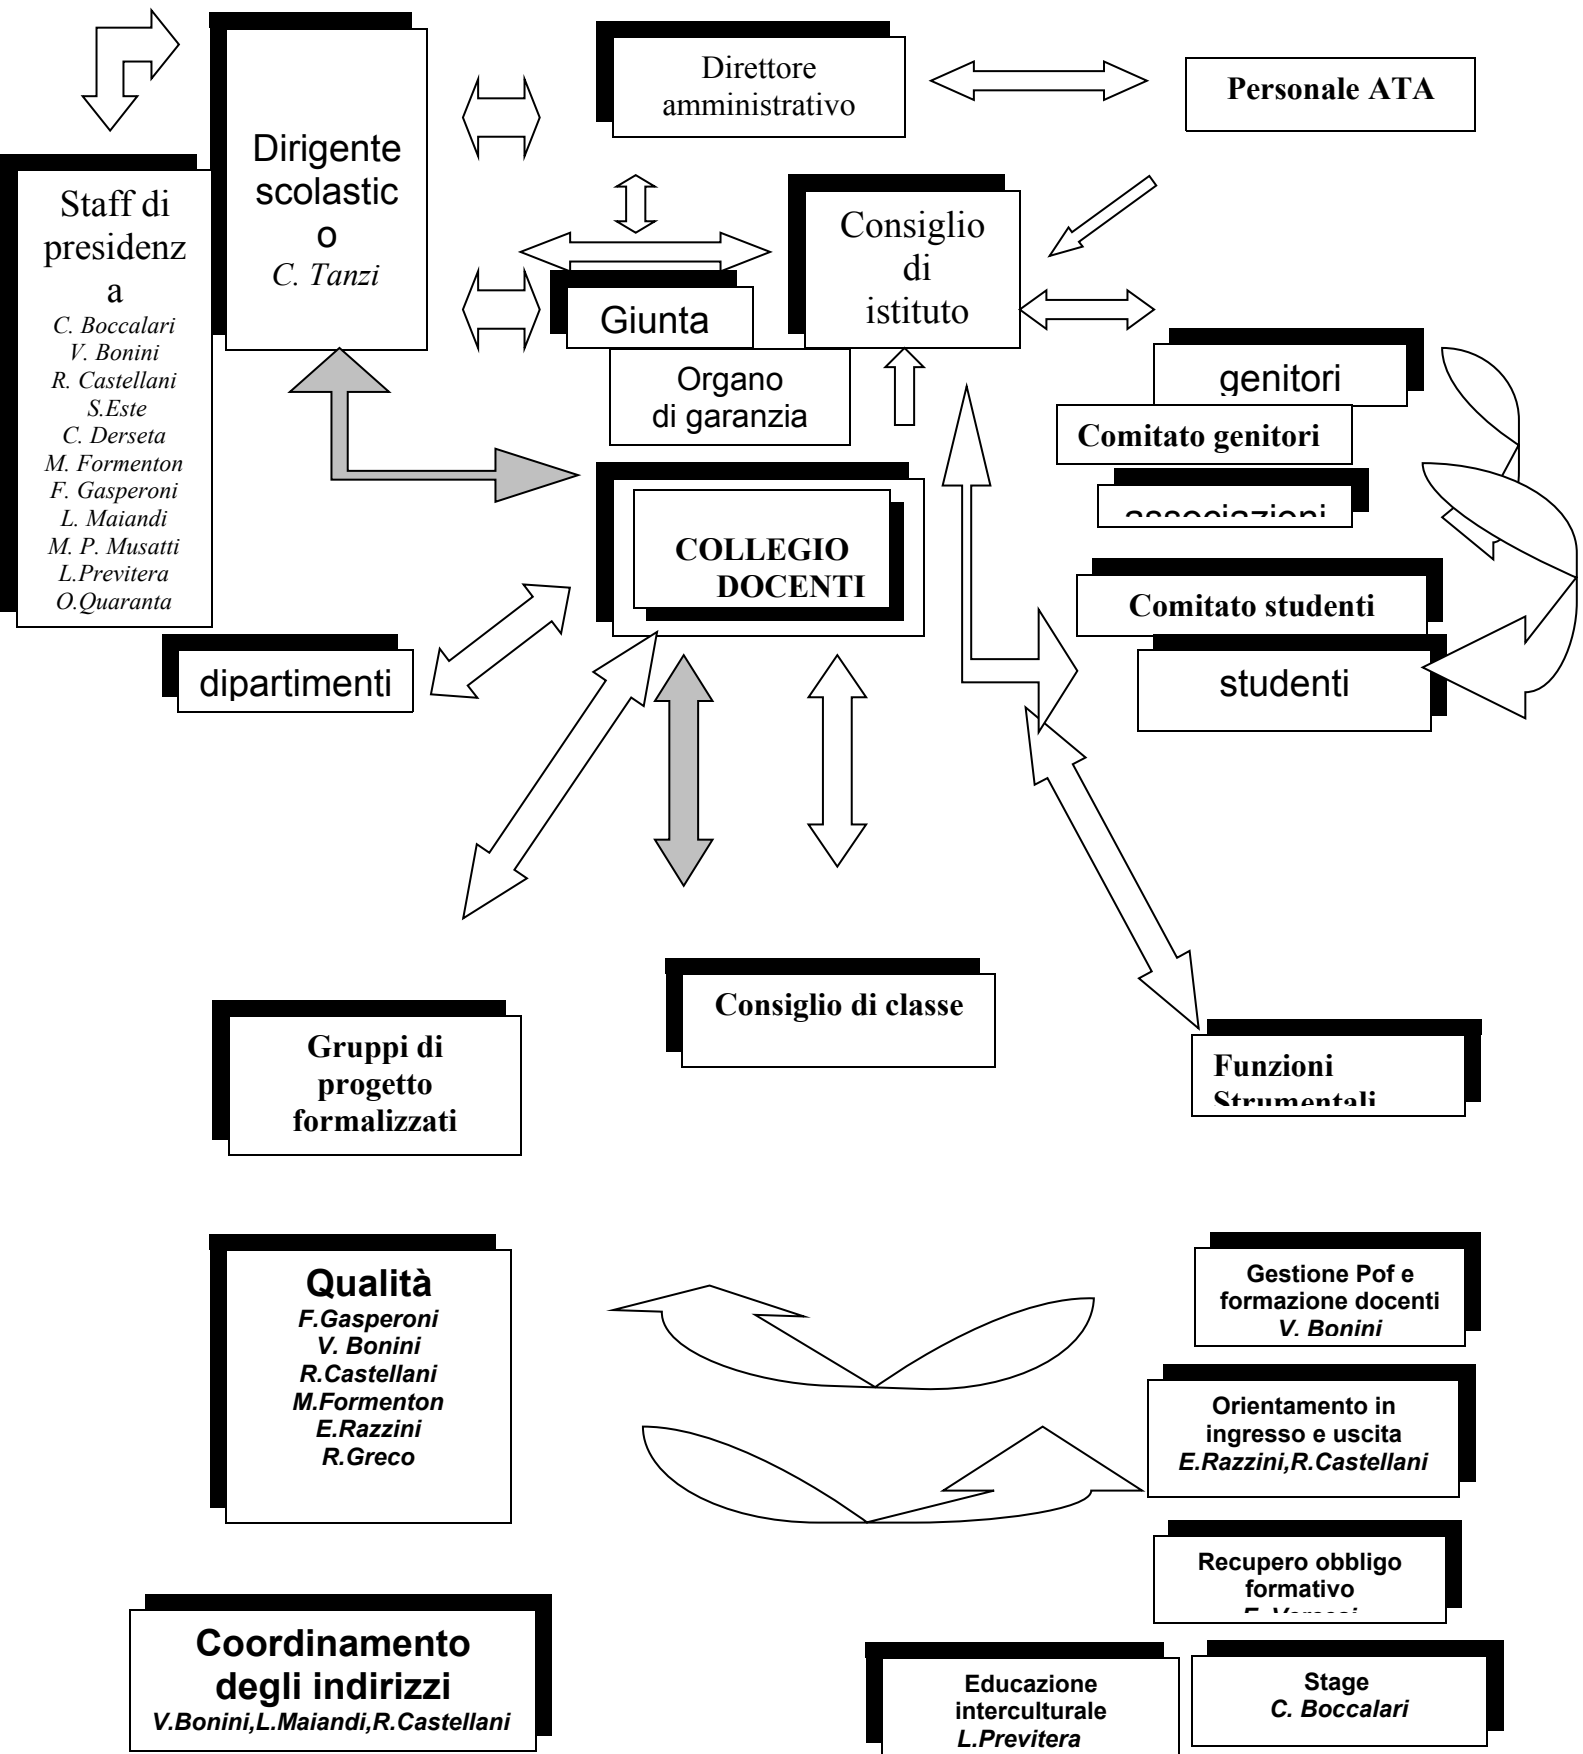 Direttore
amministrativo
Personale ATA
Dirigente
scolastic
o
C. Tanzi
Staff di
presidenz
a
C. Boccalari
V. Bonini
R. Castellani
S.Este
C. Derseta
M. Formenton
F. Gasperoni
L. Maiandi
M. P. Musatti
L.Previtera
O.Quaranta
Consiglio
di
istituto
Giunta
Organo
di garanzia
genitori
Comitato genitori
associazioni
COLLEGIO
DOCENTI
Comitato studenti
studenti
dipartimenti
Consiglio di classe
Gruppi di
progetto
formalizzati
Funzioni
Strumentali
Qualità
F.Gasperoni
V. Bonini
R.Castellani
M.Formenton
E.Razzini
R.Greco
Gestione Pof e
formazione docenti
V. Bonini
Orientamento in
ingresso e uscita
E.Razzini,R.Castellani
Recupero obbligo
formativo
Coordinamento
degli indirizzi
V.Bonini,L.Maiandi,R.Castellani
Educazione
interculturale
L.Previtera
Stage
C. Boccalari